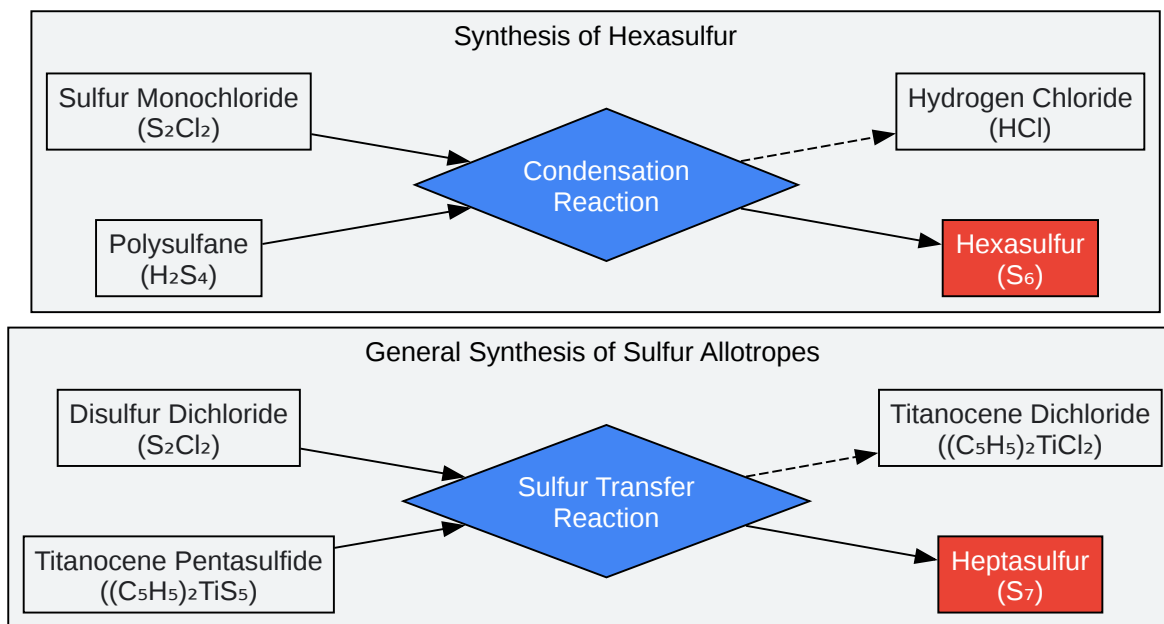 Synthesis of Hexasulfur
Sulfur Monochloride
(S₂Cl₂)
Polysulfane
(H₂S₄)
Condensation
Reaction
Hydrogen Chloride
(HCl)
Hexasulfur
(S₆)
General Synthesis of Sulfur Allotropes
Disulfur Dichloride
(S₂Cl₂)
Titanocene Pentasulfide
((C₅H₅)₂TiS₅)
Sulfur Transfer
Reaction
Titanocene Dichloride
((C₅H₅)₂TiCl₂)
Heptasulfur
(S₇)